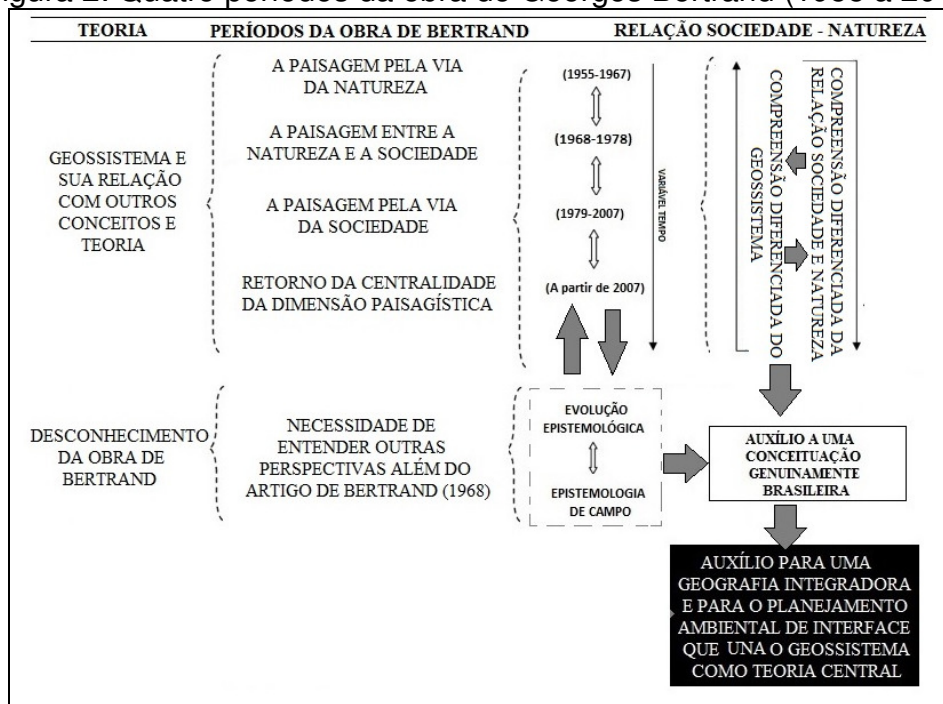 gura 2: Quatro períodos da obra de Georges Bertrand (1955 a 20
TEORIA
PERÍODOS DA OBRA DE BERTRAND
RELAÇÃO SOCIEDADE - NATUREZA
GEOSSISTEMA E
SUA RELAÇÃO
COM OUTROS
CONCEITOS E
TEORIA
A PAISAGEM PELA VIA
DA NATUREZA
A PAISAGEM ENTRE A
NATUREZA E A SOCIEDADE
A PAISAGEM PELA VIA
DA SOCIEDADE
RETORNO DA CENTRALIDADE
DA DIMENSÃO PAISAGÍSTICA
(1955-1967)
(1968-1978)
(1979-2007)
(A partir de 2007)
VARIÁVEL TEMPO
COMPREENSÃO DIFERENCIADA DA
RELAÇÃO SOCIEDADE E NATUREZA
COMPREENSÃO DIFERENCIADA DO
GEOSSISTEMA
DESCONHECIMENTO
DA OBRA DE
BERTRAND
NECESSIDADE DE
ENTENDER OUTRAS
PERSPECTIVAS ALÉM DO
ARTIGO DE BERTRAND (1968)
EVOLUÇÃO
EPISTEMOLÓGICA
EPISTEMOLOGIA
DE CAMPO
AUXÍLIO A UMA
CONCEITUAÇÃO
GENUINAMENTE
BRASILEIRA
AUXÍLIO PARA UMA
GEOGRAFIA INTEGRADORA
E PARA O PLANEJAMENTO
AMBIENTAL DE INTERFACE
QUE UNA O GEOSSISTEMA
COMO TEORIA CENTRAL